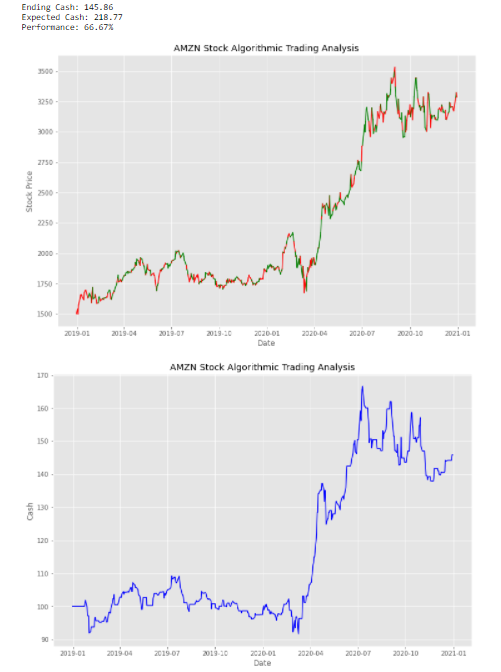 Ending Cash: 145.86
Expected Cash: 218.77
Performance: 66.67%
AMZN Stock Algorithmic Trading Analysis
3500
3250
3000
2750
2500
2250
2000
1750
1500
Stock Price
2019-01 2019-04 2019-07 2019-10 2020-01 2020-04 2020-07 2020-10 2021-01
Date
AMZN Stock Algorithmic Trading Analysis
170
160
150
140
130
120
110
100
90
Cash
2019-01 2019-04 2019-07 2019-10 2020-01 2020-04 2020-07 2020-10 2021-01
Date